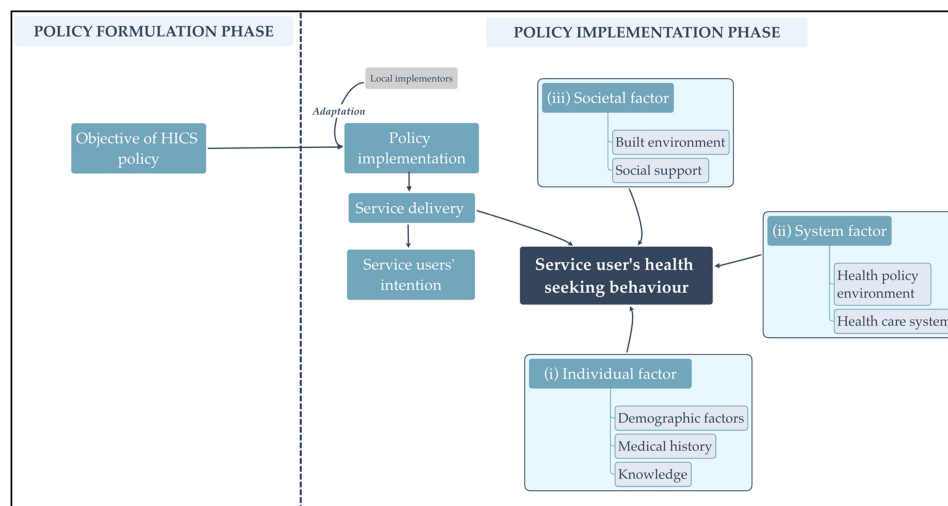 POLICY FORMULATION PHASE
POLICY IMPLEMENTATION PHASE
Local implementors
Adaptation
Objective of HICS
policy
Policy
implementation
Service delivery
Service users'
intention
(iii) Societal factor
Built environment
Social support
(ii) System factor
Health policy
environment
Health care system
Service user's health
seeking behaviour
(i) Individual factor
Demographic factors
Medical history
Knowledge